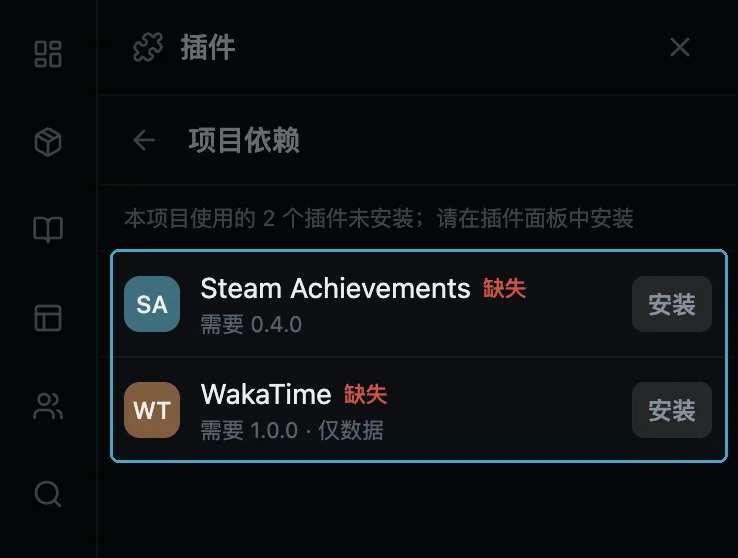 插件
项目依赖
本项目使用的 2 个插件未安装；请在插件面板中安装
SA
Steam Achievements 缺失
需要 0.4.0
安装
WT
WakaTime 缺失
需要 1.0.0 · 仅数据
安装